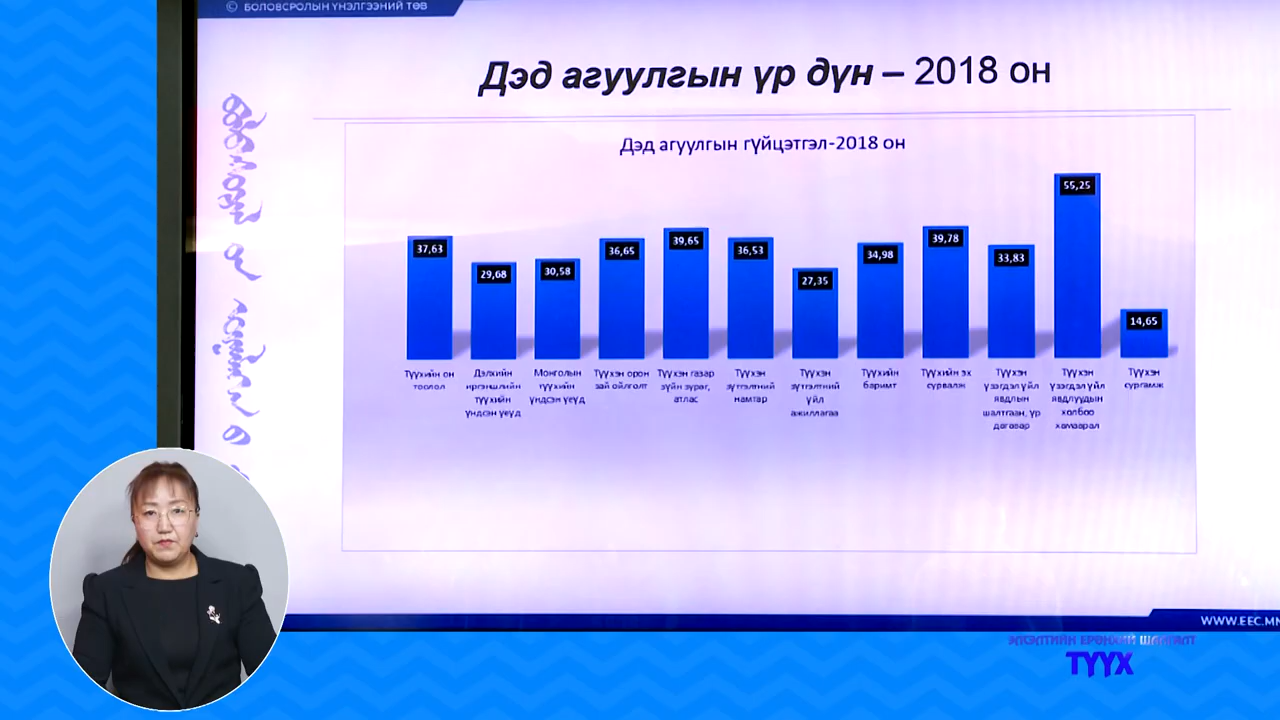 © БОЛОВСРОЛЫН ҮНЭЛГЭЭНИЙ ТӨВ
Дэд агуулгын үр дүн – 2018 он
Дэд агуулгын гүйцэтгэл-2018 он
37,63
29,68
30,58
36,65
39,65
36,53
27,35
34,98
39,78
33,83
55,25
14,65
Түүхийн он
тоолол
Дэлхийн
иргэншлийн
түүхийн
үндсэн үеүд
Монголын
түүхийн
үндсэн үеүд
Түүхэн орон
зай ойлголт
Түүхэн газар
зүйн зураг,
атлас
Түүхэн
зүтгэлтний
намтар
Түүхэн
зүтгэлтний
үйл
ажиллагаа
Түүхийн
баримт
Түүхийн эх
сурвалж
Түүхэн
үзэгдэл үйл
явдлын
шалтгаан, үр
дагавар
Түүхэн
үзэгдэл үйл
явдлуудын
холбоо
хамаарал
Түүхэн
сургамж
WWW.EEC.MN
ЭЛСЭЛТИЙН ЕРӨНХИЙ ШАЛГАЛТ
ТҮҮХ